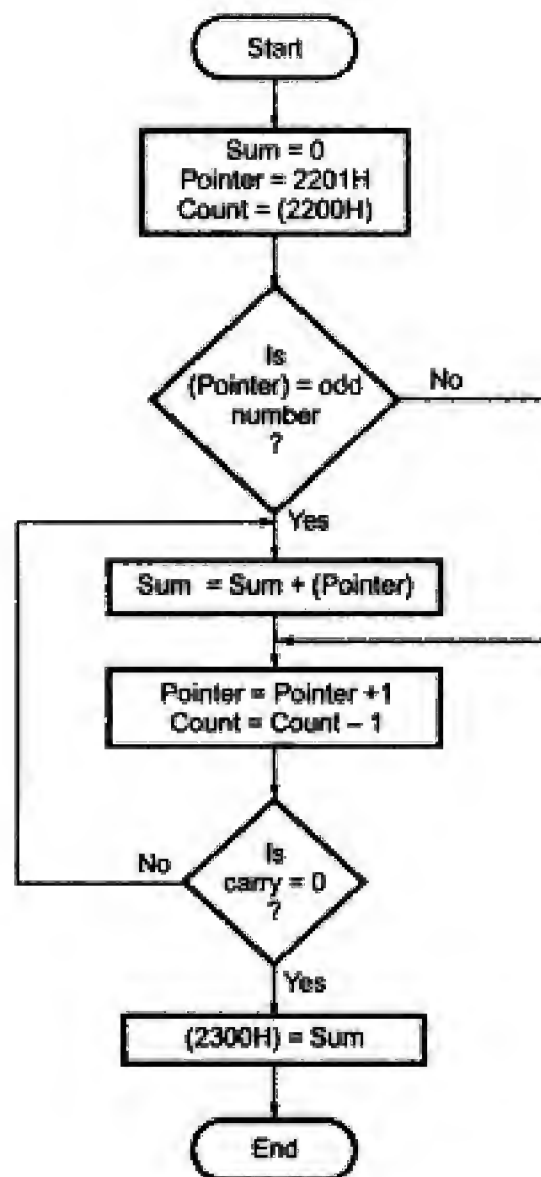 Start
Sum = 0
Pointer = 2201H
Count = (2200H)
Is
(Pointer) = odd
number
?
No
Yes
Sum = Sum + (Pointer)
Pointer = Pointer +1
Count = Count – 1
Is
carry = 0
?
No
Yes
(2300H) = Sum
End